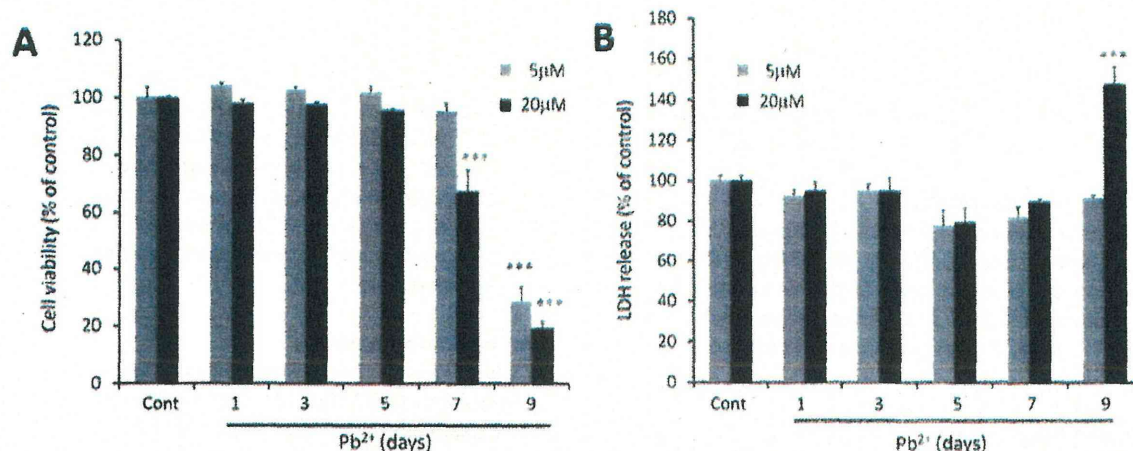 A
Cell viability (% of control)
120
100
80
60
40
20
0
5µM
20µM
***
***
***
Cont 1 3 5 7 9
Pb²⁺ (days)
B
LDH release (% of control)
180
160
140
120
100
80
60
40
20
0
5µM
20µM
***
Cont 1 3 5 7 9
Pb²⁺ (days)